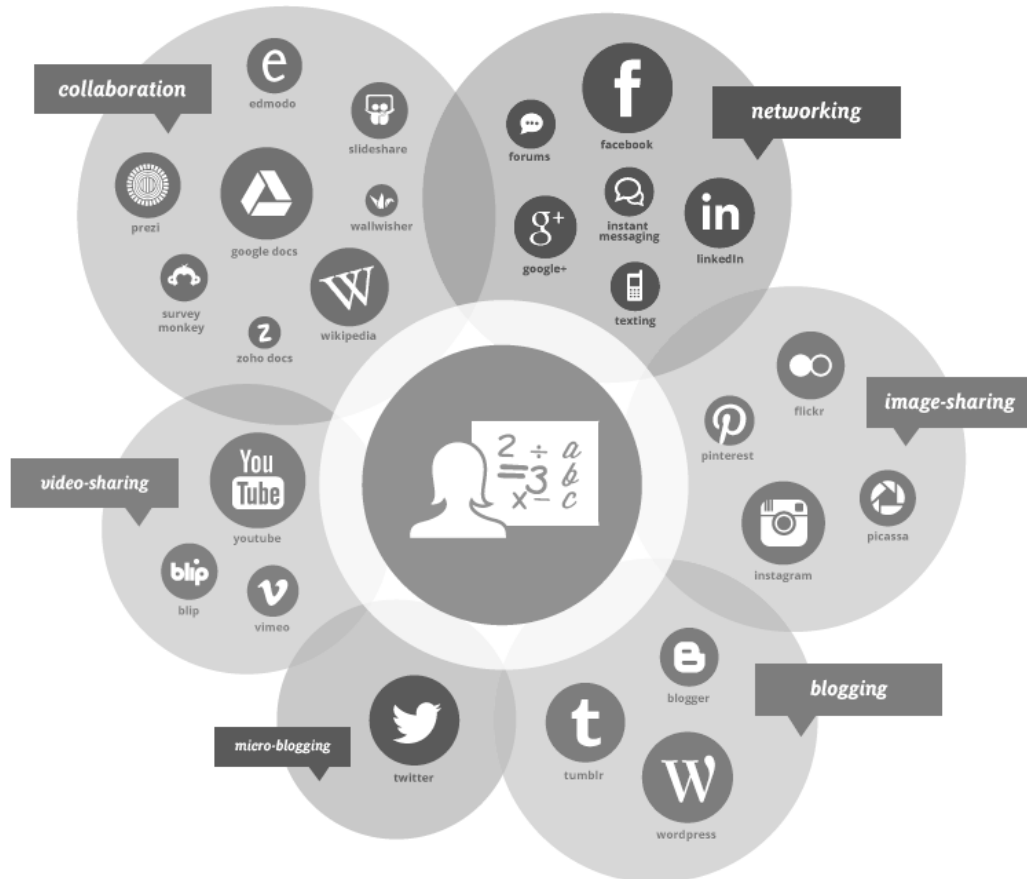 collaboration
e
edmodo
slideshare
prezi
google docs
wallwisher
survey
monkey
zoho docs
W
wikipedia
networking
f
facebook
forums
instant
messaging
g+
google+
in
linkedIn
texting
image-sharing
flickr
pinterest
instagram
picassa
video-sharing
You
Tube
youtube
blip
blip
v
vimeo
2 ÷ a
= 3 b
x - c
micro-blogging
twitter
blogging
B
blogger
t
tumblr
W
wordpress
z